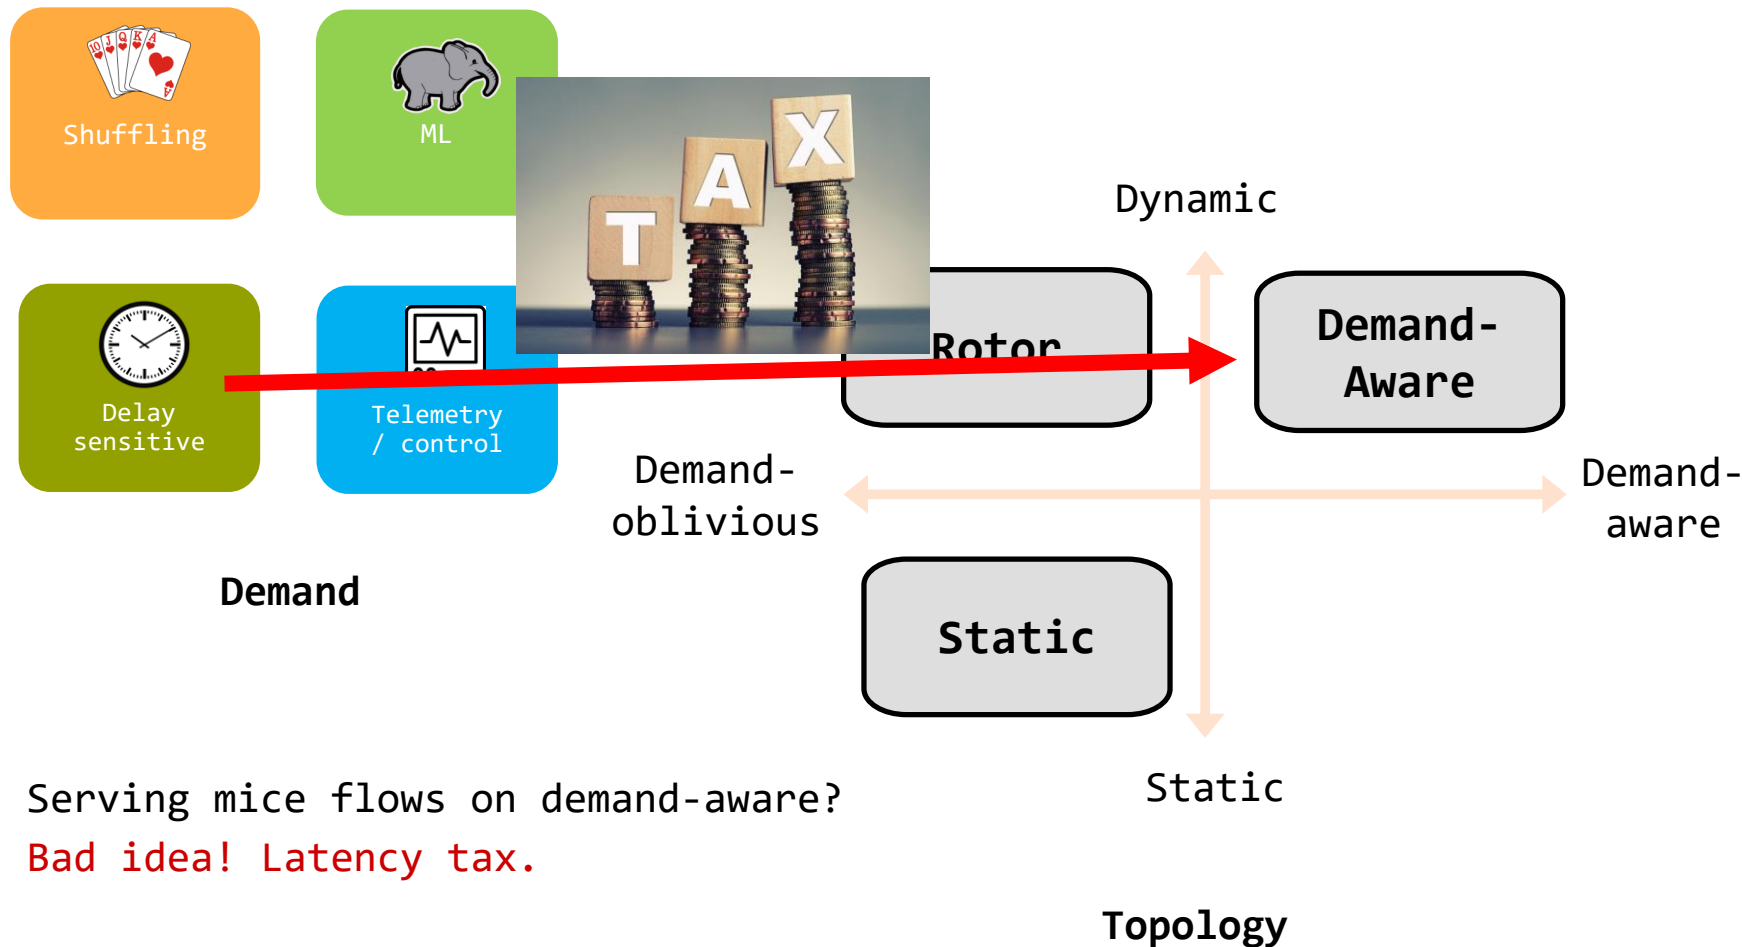 10 J Q K A
A
Shuffling
ML
T A X
Delay
sensitive
Telemetry
/ control
Dynamic
Rotor
Demand-
Aware
Demand-
oblivious
Demand-
aware
Static
Static
Demand
Serving mice flows on demand-aware?
Bad idea! Latency tax.
Topology